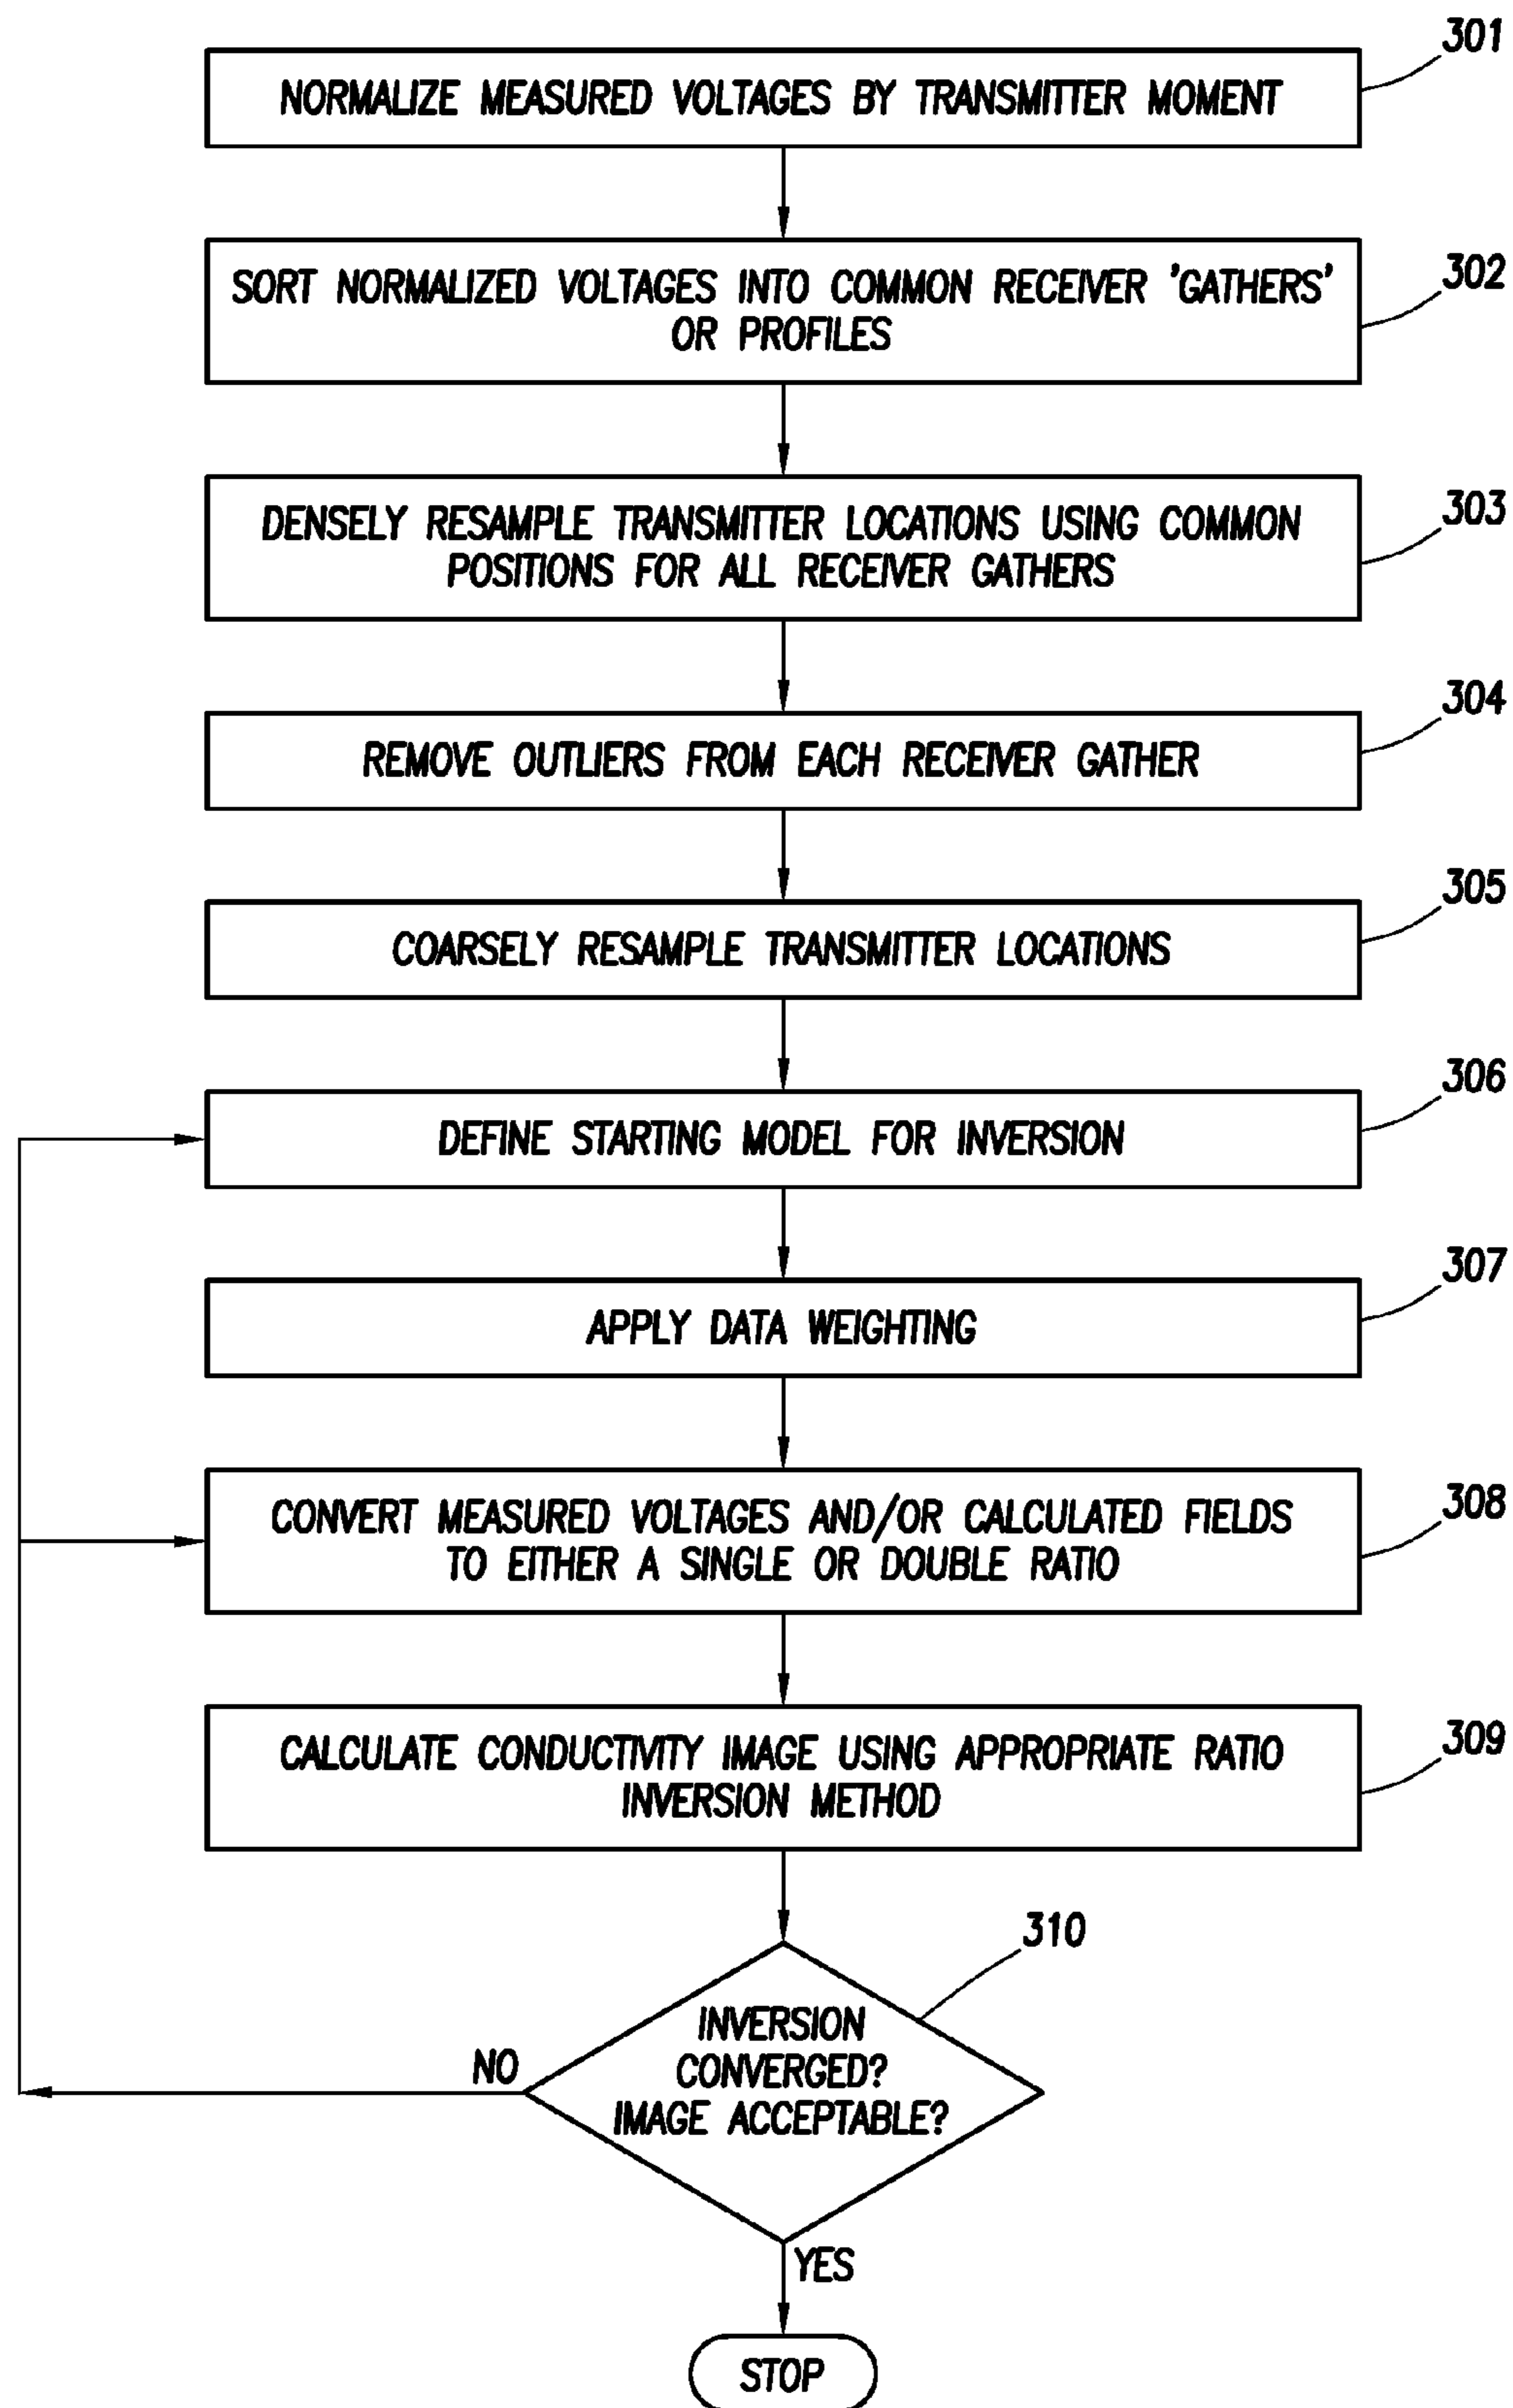 301
NORMALIZE MEASURED VOLTAGES BY TRANSMITTER MOMENT
302
SORT NORMALIZED VOLTAGES INTO COMMON RECEIVER 'GATHERS'
OR PROFILES
303
DENSELY RESAMPLE TRANSMITTER LOCATIONS USING COMMON
POSITIONS FOR ALL RECEIVER GATHERS
304
REMOVE OUTLIERS FROM EACH RECEIVER GATHER
305
COARSELY RESAMPLE TRANSMITTER LOCATIONS
306
DEFINE STARTING MODEL FOR INVERSION
307
APPLY DATA WEIGHTING
308
CONVERT MEASURED VOLTAGES AND/OR CALCULATED FIELDS
TO EITHER A SINGLE OR DOUBLE RATIO
309
CALCULATE CONDUCTIVITY IMAGE USING APPROPRIATE RATIO
INVERSION METHOD
310
INVERSION
CONVERGED?
IMAGE ACCEPTABLE?
NO
YES
STOP